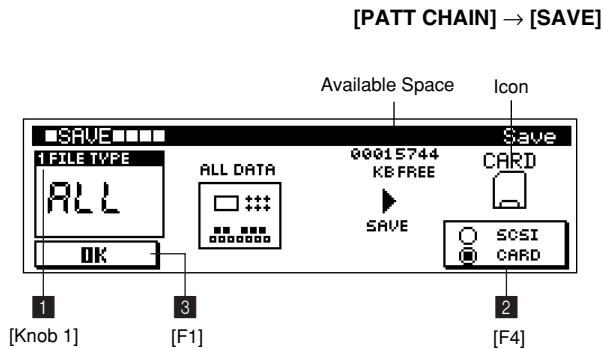 [PATT CHAIN] → [SAVE]
Available Space Icon
SAVE Save
1 FILE TYPE
ALL
ALL DATA
00015744
KB FREE
CARD
SAVE
SCSI
CARD
OK
1 3 2
[Knob 1] [F1] [F4]